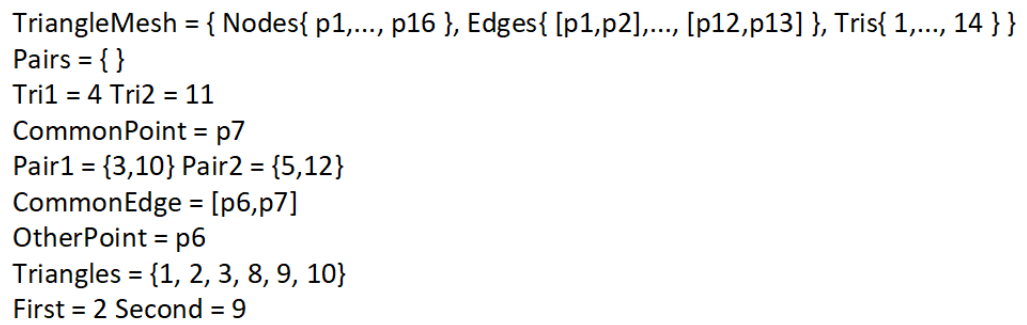 TriangleMesh = { Nodes{ p1,..., p16 }, Edges{ [p1,p2],..., [p12,p13] }, Tris{ 1,..., 14 } }
Pairs = { }
Tri1 = 4 Tri2 = 11
CommonPoint = p7
Pair1 = {3,10} Pair2 = {5,12}
CommonEdge = [p6,p7]
OtherPoint = p6
Triangles = {1, 2, 3, 8, 9, 10}
First = 2 Second = 9